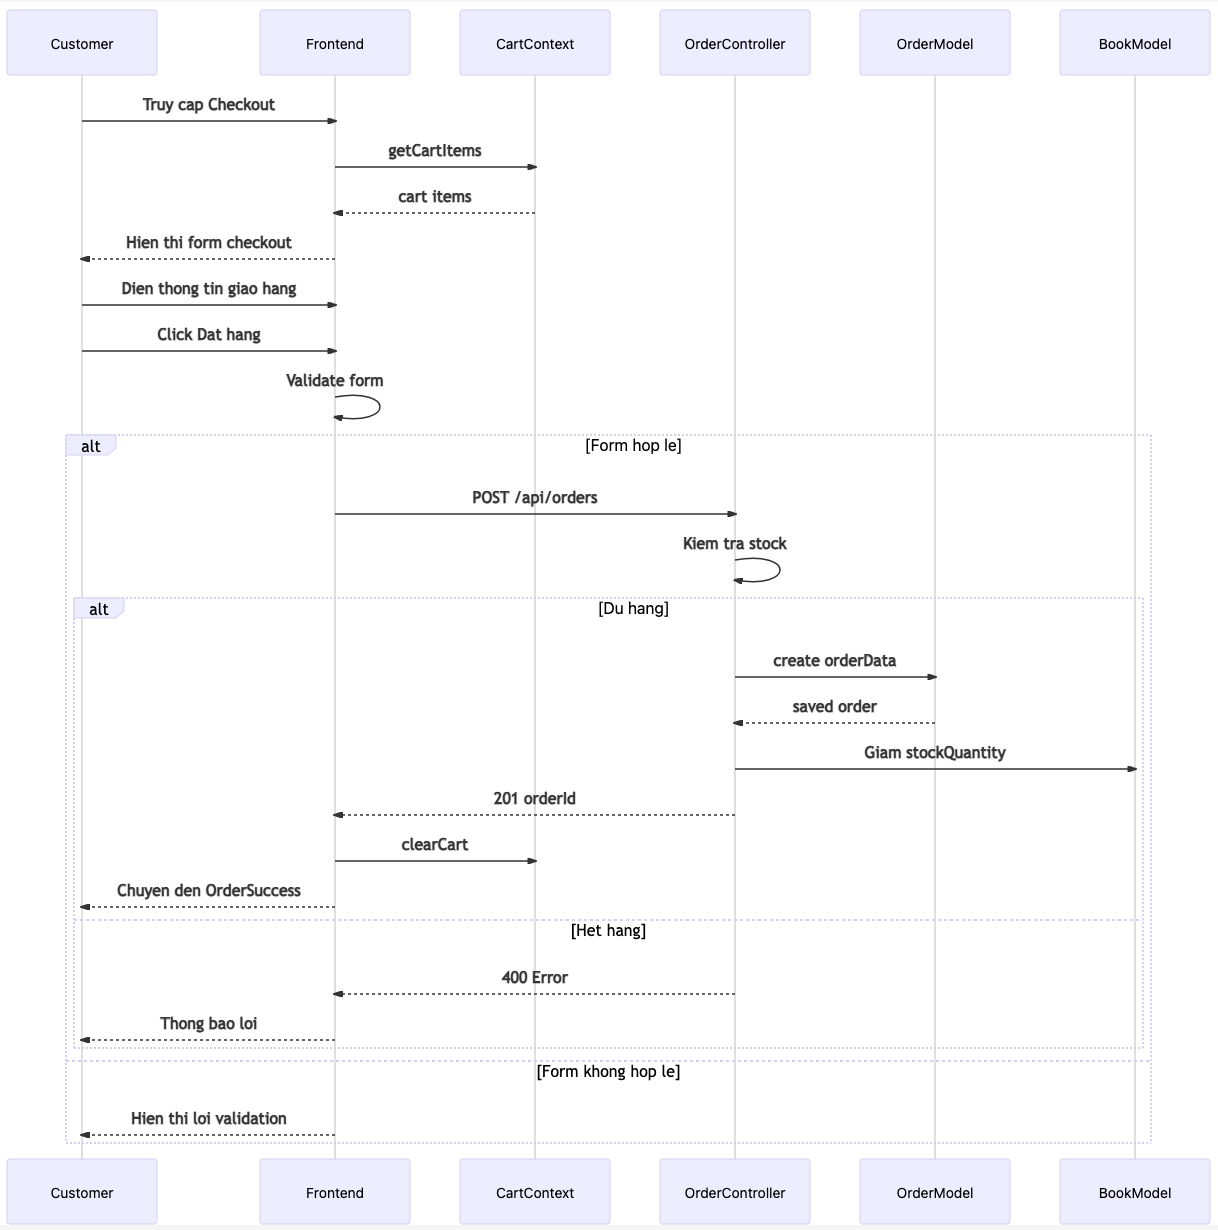 Customer
Frontend
CartContext
OrderController
OrderModel
BookModel
Truy cap Checkout
getCartItems
cart items
Hien thi form checkout
Dien thong tin giao hang
Click Dat hang
Validate form
alt
[Form hop le]
POST /api/orders
Kiem tra stock
alt
[Du hang]
create orderData
saved order
Giam stockQuantity
201 orderId
clearCart
Chuyen den OrderSuccess
[Het hang]
400 Error
Thong bao loi
[Form khong hop le]
Hien thi loi validation
Customer
Frontend
CartContext
OrderController
OrderModel
BookModel